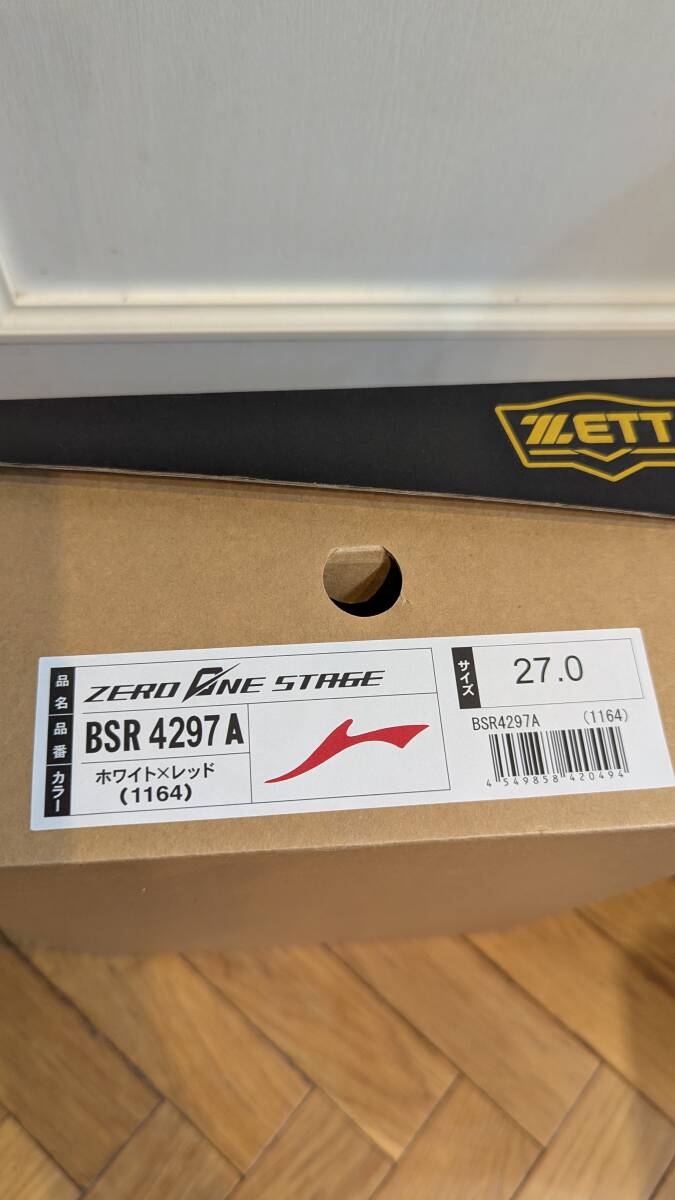 ZETT
品名
ZERO ONE STAGE
品番
BSR 4297A
カラー
ホワイト×レッド
(1164)
サイズ
27.0
BSR4297A (1164)
4 549858 420494